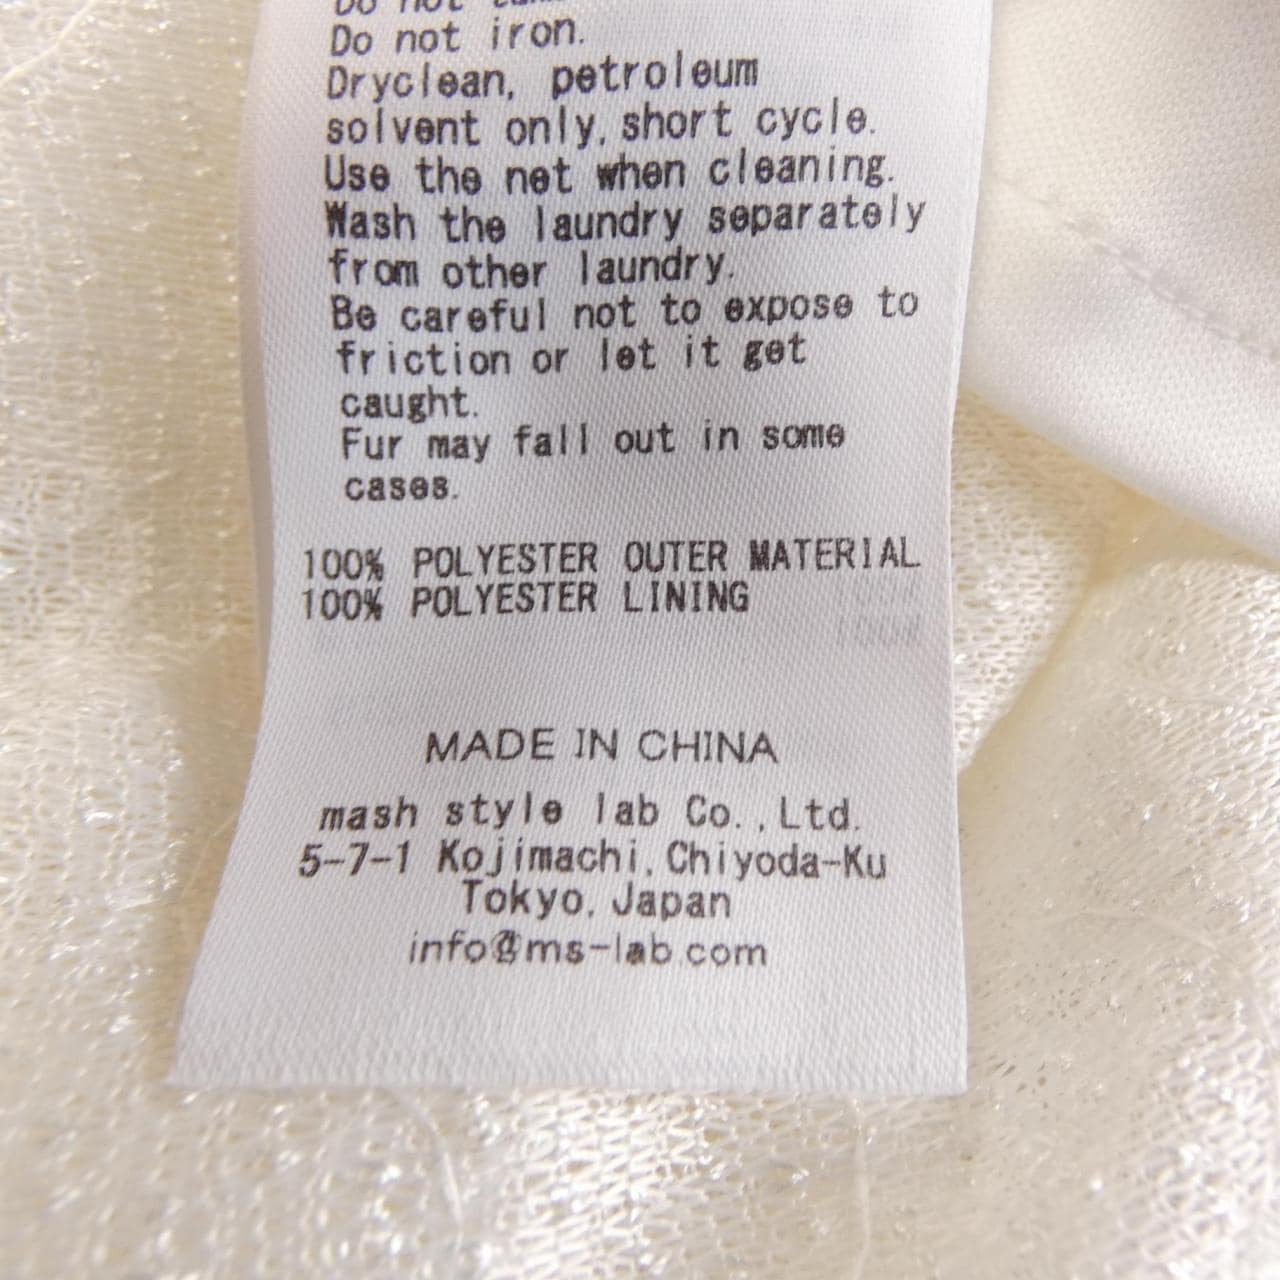 Do not
Do not iron.
Dryclean, petroleum
solvent only, short cycle.
Use the net when cleaning.
Wash the laundry separately
from other laundry.
Be careful not to expose to
friction or let it get
caught.
Fur may fall out in some
cases.
100% POLYESTER OUTER MATERIAL
100% POLYESTER LINING
MADE IN CHINA
mash style lab Co., Ltd.
5-7-1 Kojimachi, Chiyoda-Ku
Tokyo, Japan
info@ms-lab.com